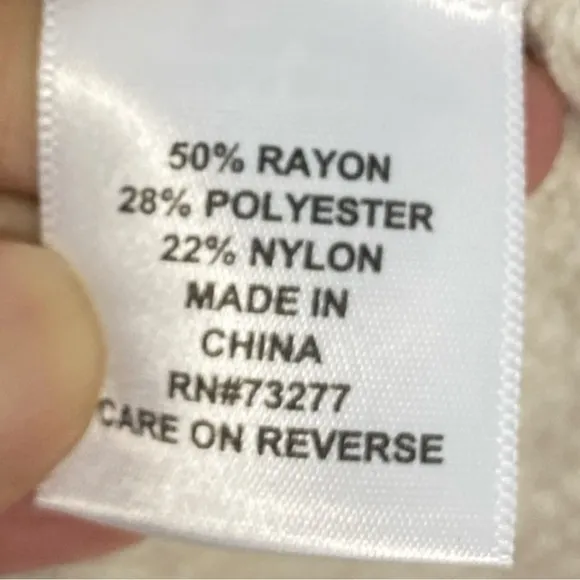 50% RAYON
28% POLYESTER
22% NYLON
MADE IN
CHINA
RN#73277
CARE ON REVERSE